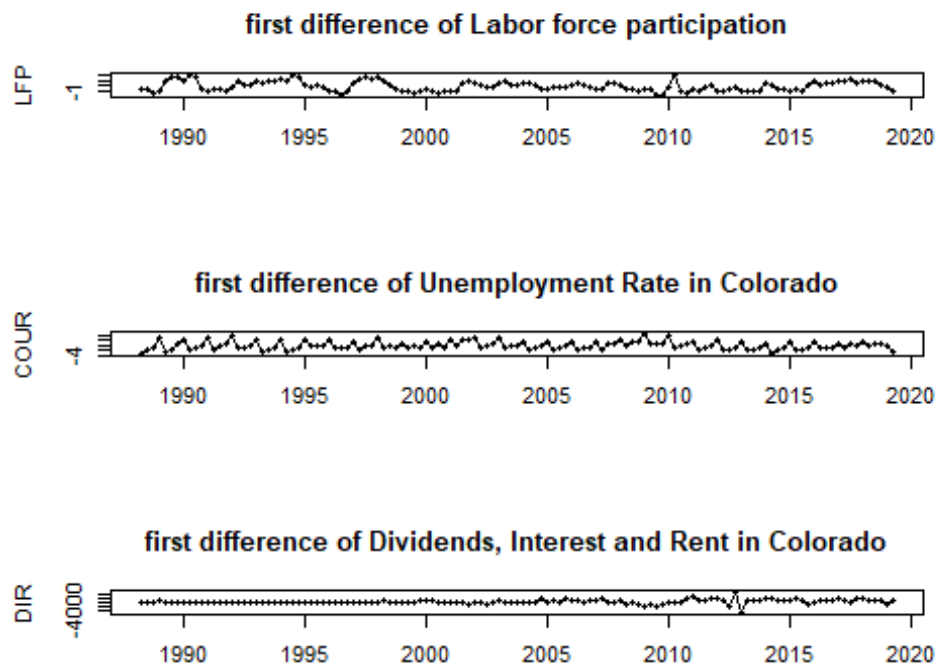 first difference of Labor force participation
LFP
-1
1990 1995 2000 2005 2010 2015 2020
first difference of Unemployment Rate in Colorado
COUR
-4
1990 1995 2000 2005 2010 2015 2020
first difference of Dividends, Interest and Rent in Colorado
DIR
-4000
1990 1995 2000 2005 2010 2015 2020